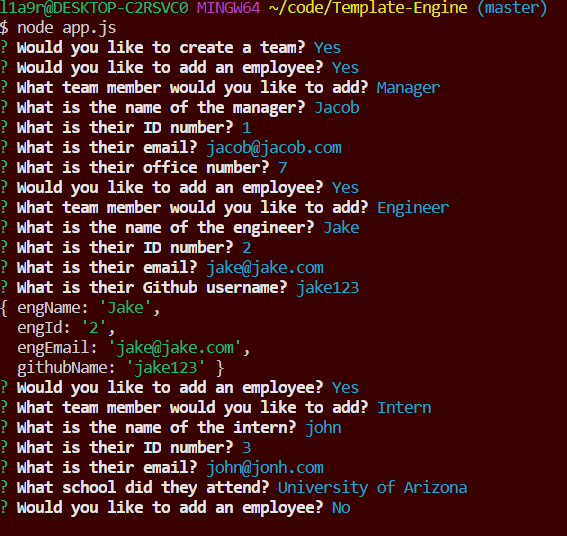 l1a9r@DESKTOP-C2RSVC0 MINGW64 ~/code/Template-Engine (master)
$ node app.js
? Would you like to create a team? Yes
? Would you like to add an employee? Yes
? What team member would you like to add? Manager
? What is the name of the manager? Jacob
? What is their ID number? 1
? What is their email? jacob@jacob.com
? What is their office number? 7
? Would you like to add an employee? Yes
? What team member would you like to add? Engineer
? What is the name of the engineer? Jake
? What is their ID number? 2
? What is their email? jake@jake.com
? What is their Github username? jake123
{ engName: 'Jake',
  engId: '2',
  engEmail: 'jake@jake.com',
  githubName: 'jake123' }
? Would you like to add an employee? Yes
? What team member would you like to add? Intern
? What is the name of the intern? john
? What is their ID number? 3
? What is their email? john@jonh.com
? What school did they attend? University of Arizona
? Would you like to add an employee? No